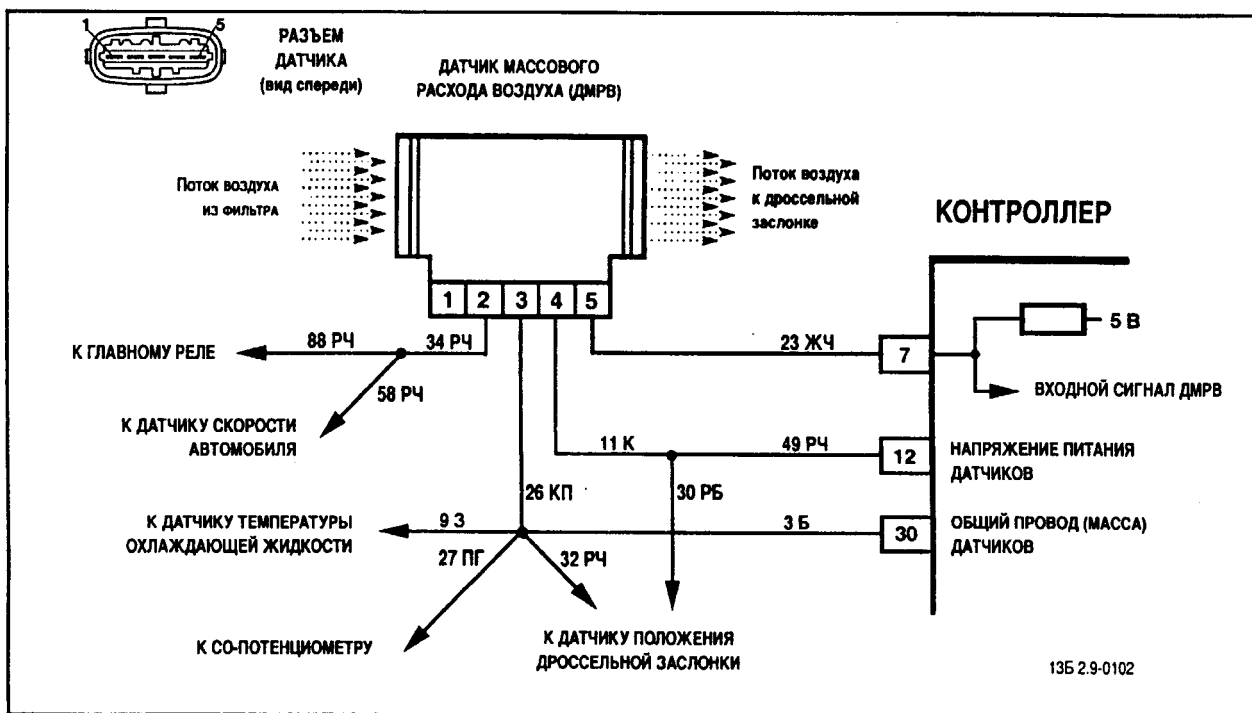 1
5
РАЗЪЕМ
ДАТЧИКА
(вид спереди)
ДАТЧИК МАССОВОГО
РАСХОДА ВОЗДУХА (ДМРВ)
Поток воздуха
из фильтра
Поток воздуха
к дроссельной
заслонке
КОНТРОЛЛЕР
1 2 3 4 5
5 В
88 РЧ
34 РЧ
К ГЛАВНОМУ РЕЛЕ
23 ЖЧ
7
58 РЧ
ВХОДНОЙ СИГНАЛ ДМРВ
К ДАТЧИКУ СКОРОСТИ
АВТОМОБИЛЯ
11 К
49 РЧ
12
НАПРЯЖЕНИЕ ПИТАНИЯ
ДАТЧИКОВ
26 КП
30 РБ
К ДАТЧИКУ ТЕМПЕРАТУРЫ
ОХЛАЖДАЮЩЕЙ ЖИДКОСТИ
9 З
3 Б
30
ОБЩИЙ ПРОВОД (МАССА)
ДАТЧИКОВ
27 ПГ
32 РЧ
К СО-ПОТЕНЦИОМЕТРУ
К ДАТЧИКУ ПОЛОЖЕНИЯ
ДРОССЕЛЬНОЙ ЗАСЛОНКИ
13Б 2.9-0102